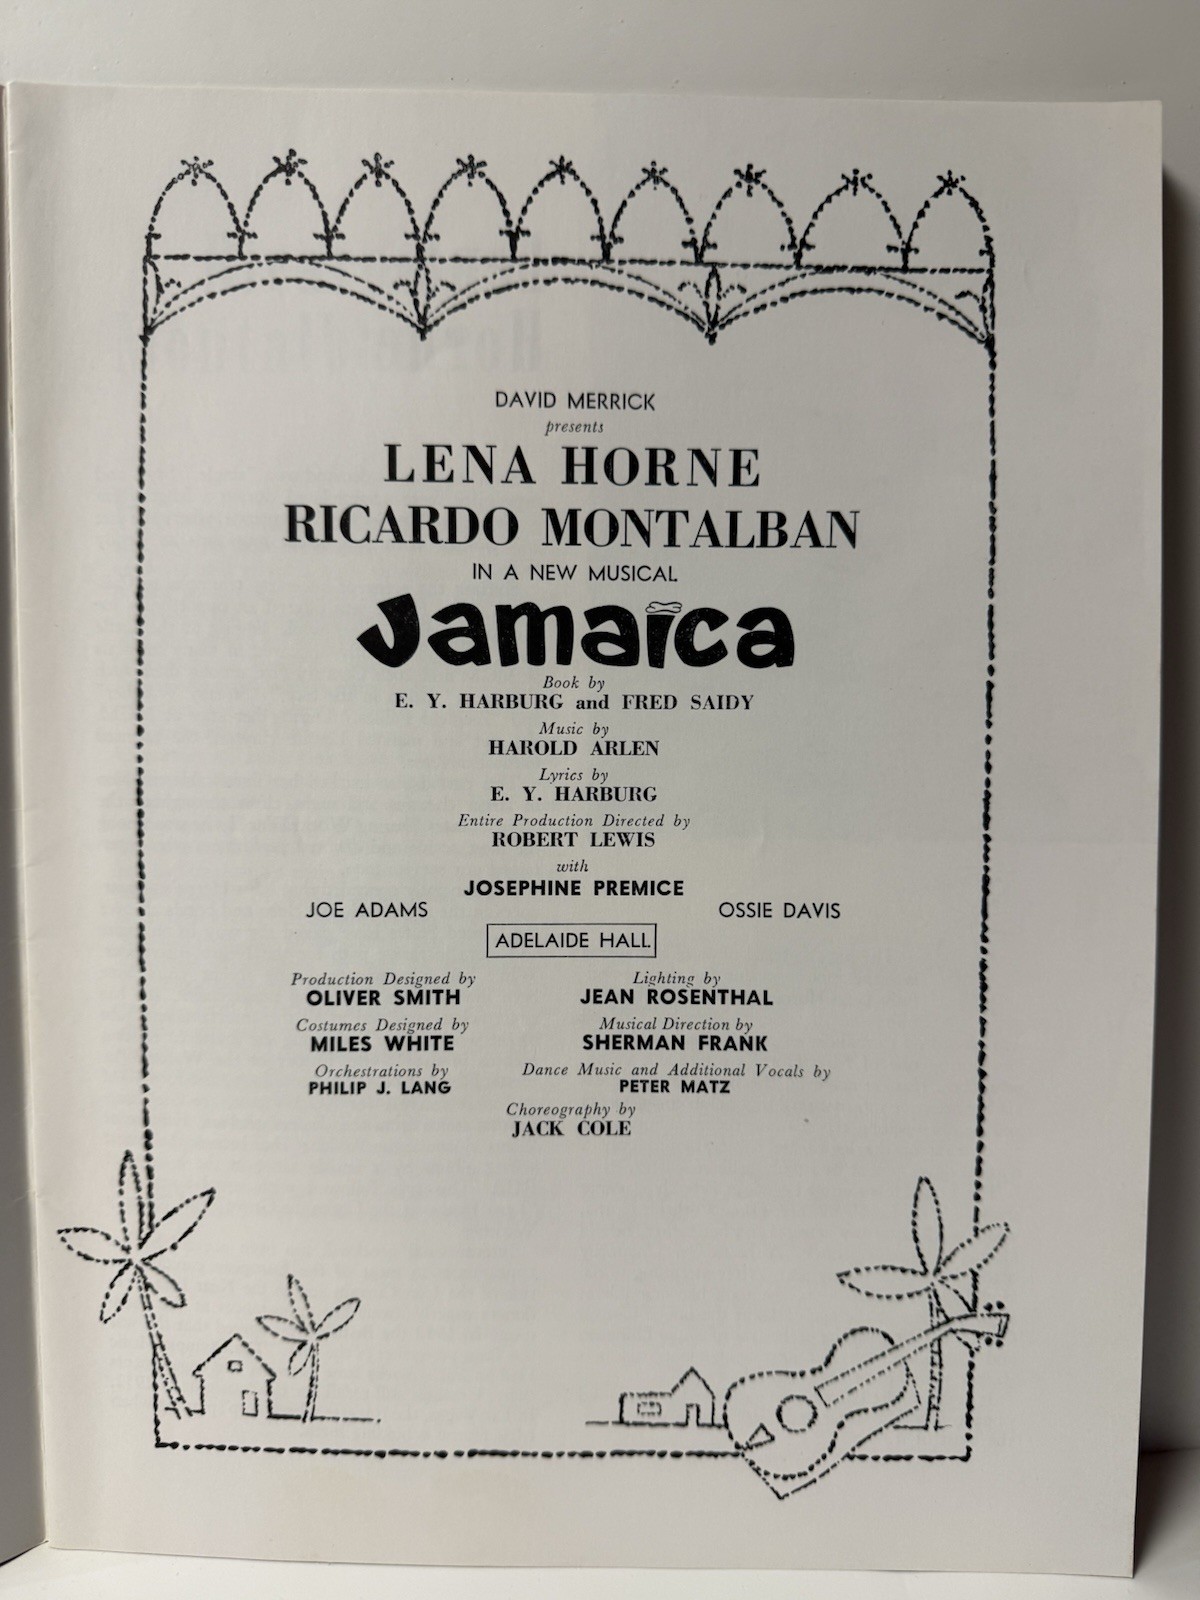 DAVID MERRICK
presents
LENA HORNE
RICARDO MONTALBAN
IN A NEW MUSICAL
Jamaica
Book by
E. Y. HARBURG and FRED SAIDY
Music by
HAROLD ARLEN
Lyrics by
E. Y. HARBURG
Entire Production Directed by
ROBERT LEWIS
with
JOSEPHINE PREMICE
JOE ADAMS OSSIE DAVIS
ADELAIDE HALL
Production Designed by Lighting by
OLIVER SMITH JEAN ROSENTHAL
Costumes Designed by Musical Direction by
MILES WHITE SHERMAN FRANK
Orchestrations by Dance Music and Additional Vocals by
PHILIP J. LANG PETER MATZ
Choreography by
JACK COLE